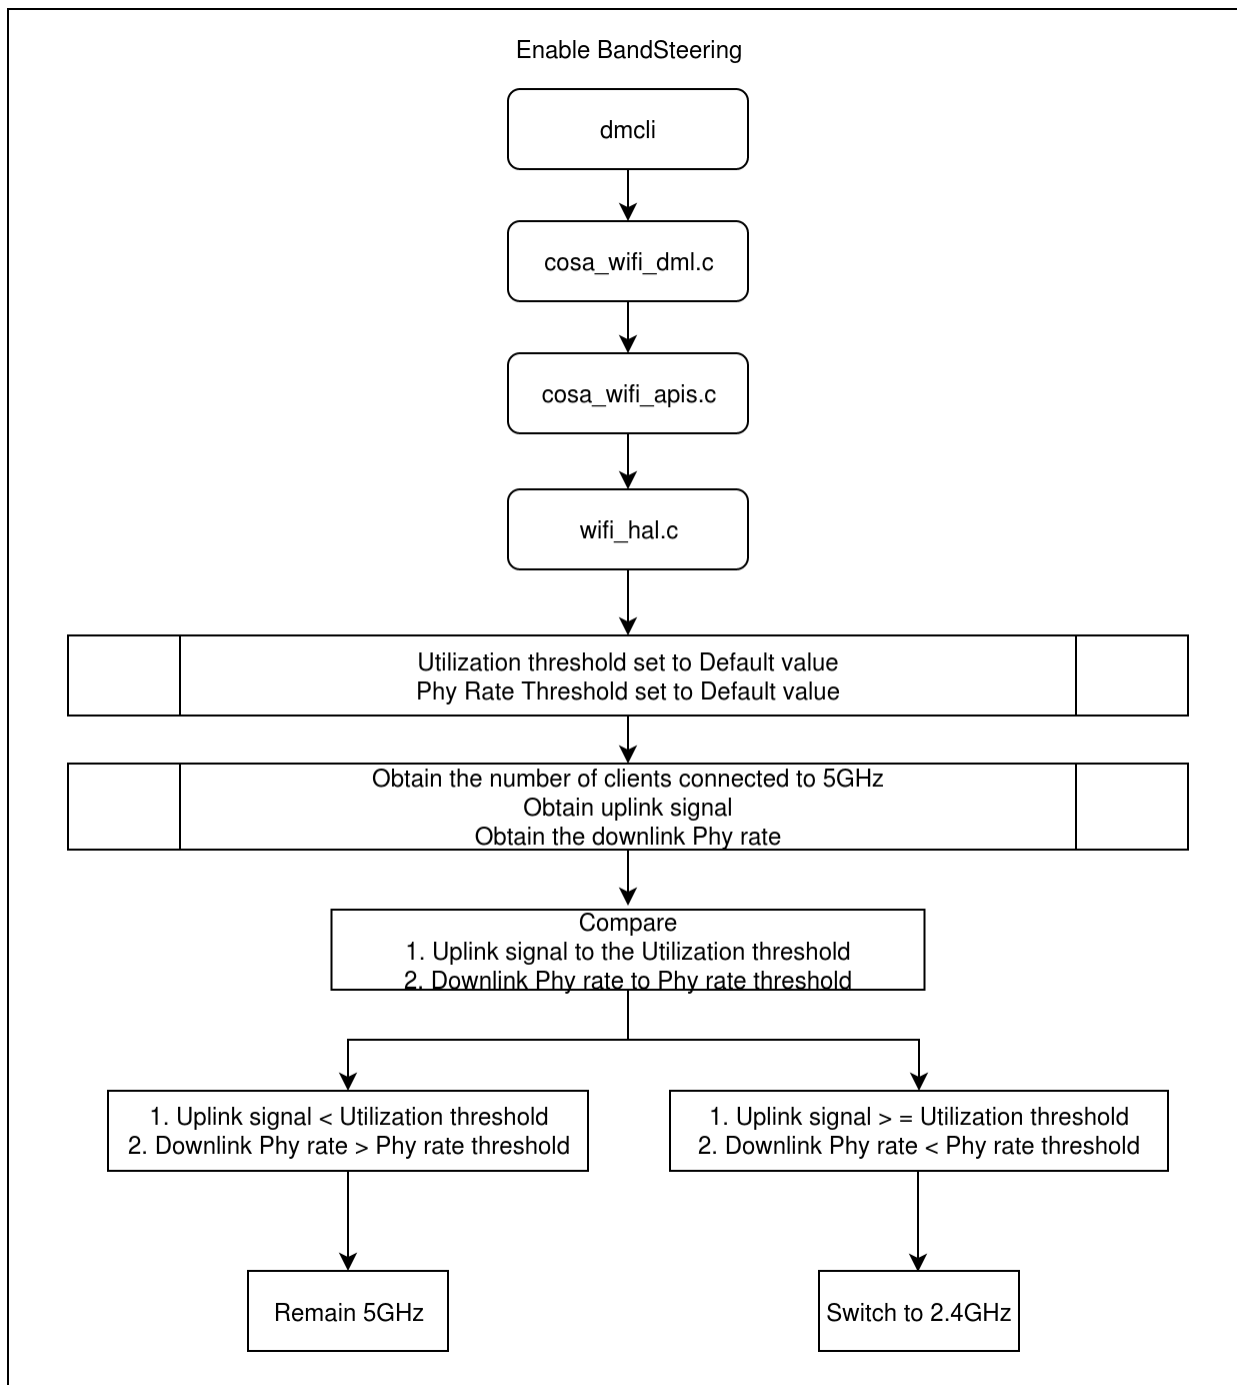 Enable BandSteering
dmcli
cosa_wifi_dml.c
cosa_wifi_apis.c
wifi_hal.c
Utilization threshold set to Default value
Phy Rate Threshold set to Default value
Obtain the number of clients connected to 5GHz
Obtain uplink signal
Obtain the downlink Phy rate
Compare
1. Uplink signal to the Utilization threshold
2. Downlink Phy rate to Phy rate threshold
1. Uplink signal < Utilization threshold
2. Downlink Phy rate > Phy rate threshold
1. Uplink signal > = Utilization threshold
2. Downlink Phy rate < Phy rate threshold
Remain 5GHz
Switch to 2.4GHz